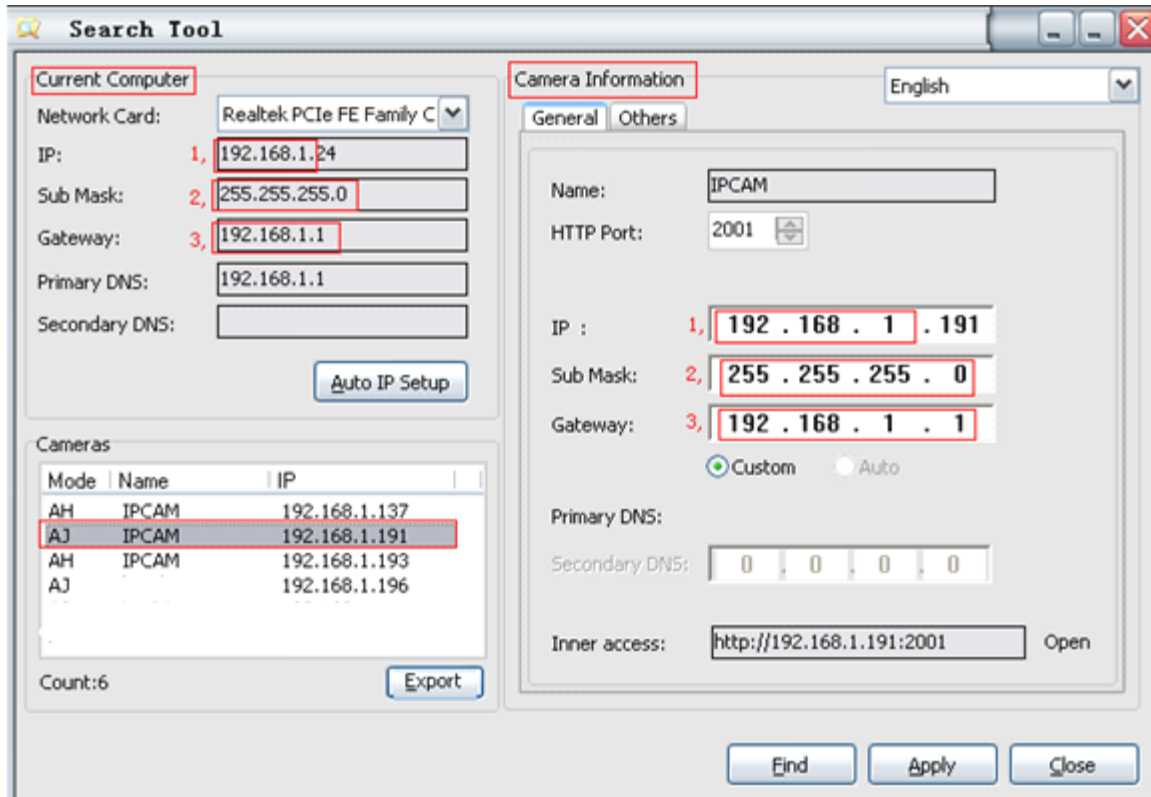 Search Tool
Current Computer
Network Card: Realtek PCIe FE Family C
IP: 1, 192.168.1.24
Sub Mask: 2, 255.255.255.0
Gateway: 3, 192.168.1.1
Primary DNS: 192.168.1.1
Secondary DNS:
Auto IP Setup
Cameras
Mode Name IP
AH IPCAM 192.168.1.137
AJ IPCAM 192.168.1.191
AH IPCAM 192.168.1.193
AJ 192.168.1.196
Count:6 Export
Camera Information English
General Others
Name: IPCAM
HTTP Port: 2001
IP : 1, 192 . 168 . 1 . 191
Sub Mask: 2, 255 . 255 . 255 . 0
Gateway: 3, 192 . 168 . 1 . 1
Custom Auto
Primary DNS:
Secondary DNS: 0 . 0 . 0 . 0
Inner access: http://192.168.1.191:2001 Open
Find Apply Close